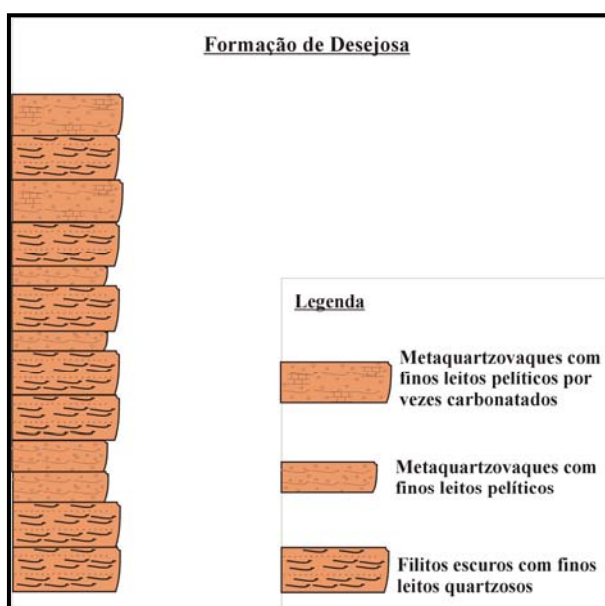 Formação de Desejosa
Legenda
Metaquartzovaques com
finos leitos pelíticos por
vezes carbonatados
Metaquartzovaques com
finos leitos pelíticos
Filitos escuros com finos
leitos quartzosos